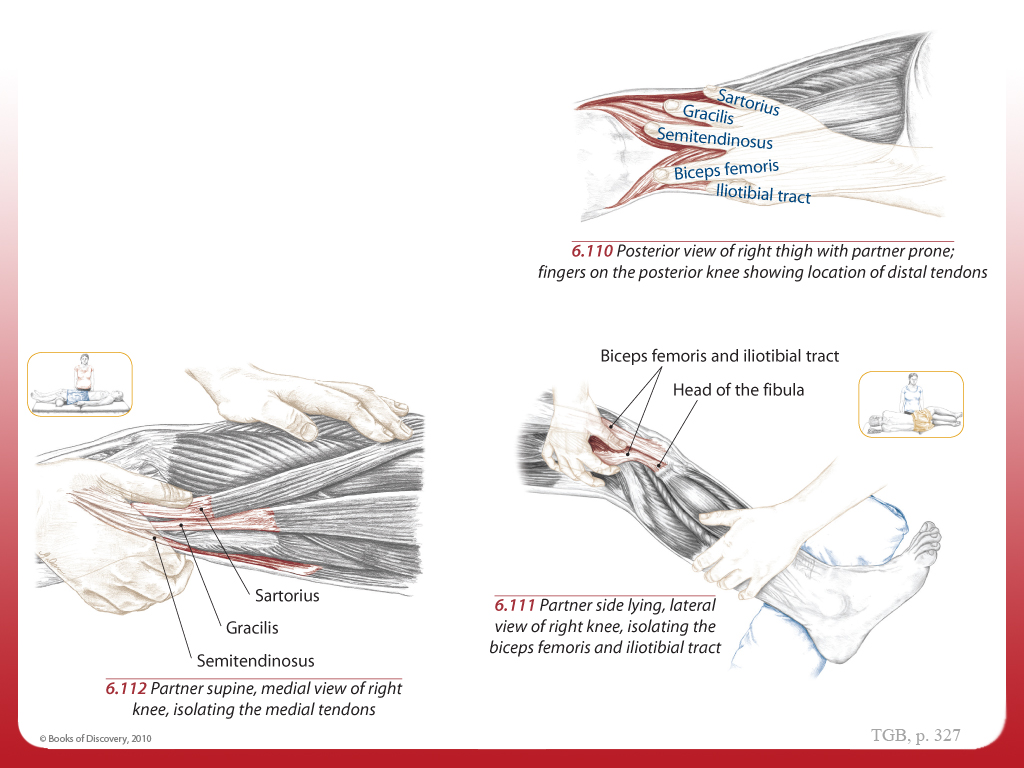 Sartorius
Gracilis
Semitendinosus
Biceps femoris
Iliotibial tract
6.110 Posterior view of right thigh with partner prone;
fingers on the posterior knee showing location of distal tendons
Biceps femoris and iliotibial tract
Head of the fibula
6.111 Partner side lying, lateral
view of right knee, isolating the
biceps femoris and iliotibial tract
Sartorius
Gracilis
Semitendinosus
6.112 Partner supine, medial view of right
knee, isolating the medial tendons
© Books of Discovery, 2010
TGB, p. 327